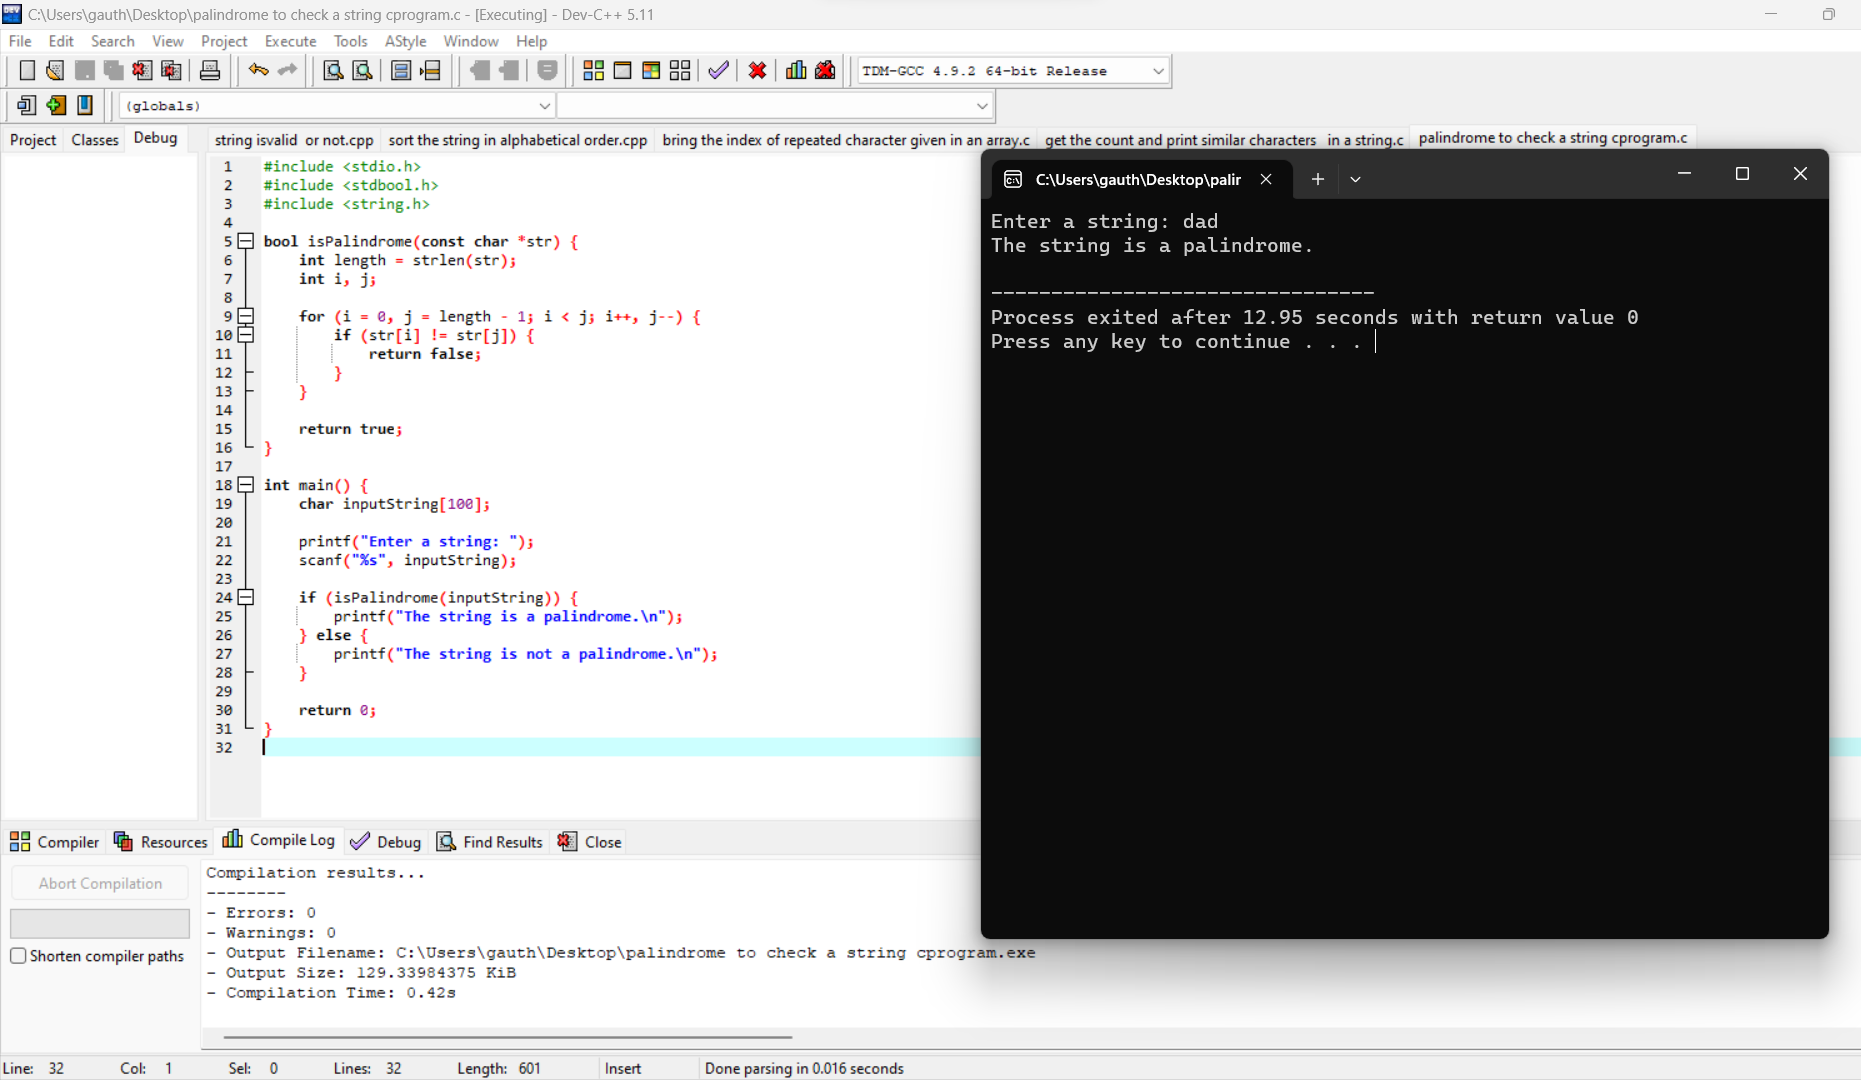 C:\Users\gauth\Desktop\palindrome to check a string cprogram.c - [Executing] - Dev-C++ 5.11
File Edit Search View Project Execute Tools AStyle Window Help
TDM-GCC 4.9.2 64-bit Release
(globals)
Project Classes Debug
string isvalid or not.cpp sort the string in alphabetical order.cpp bring the index of repeated character given in an array.c get the count and print similar characters in a string.c palindrome to check a string cprogram.c
1 #include <stdio.h>
2 #include <stdbool.h>
3 #include <string.h>
4
5 bool isPalindrome(const char *str) {
6 int length = strlen(str);
7 int i, j;
8
9 for (i = 0, j = length - 1; i < j; i++, j--) {
10 if (str[i] != str[j]) {
11 return false;
12 }
13 }
14
15 return true;
16 }
17
18 int main() {
19 char inputString[100];
20
21 printf("Enter a string: ");
22 scanf("%s", inputString);
23
24 if (isPalindrome(inputString)) {
25 printf("The string is a palindrome.\n");
26 } else {
27 printf("The string is not a palindrome.\n");
28 }
29
30 return 0;
31 }
32
C:\Users\gauth\Desktop\palir
Enter a string: dad
The string is a palindrome.
--------------------------------
Process exited after 12.95 seconds with return value 0
Press any key to continue . . .
Compiler Resources Compile Log Debug Find Results Close
Abort Compilation
Shorten compiler paths
Compilation results...
--------
- Errors: 0
- Warnings: 0
- Output Filename: C:\Users\gauth\Desktop\palindrome to check a string cprogram.exe
- Output Size: 129.33984375 KiB
- Compilation Time: 0.42s
Line: 32 Col: 1 Sel: 0 Lines: 32 Length: 601 Insert Done parsing in 0.016 seconds